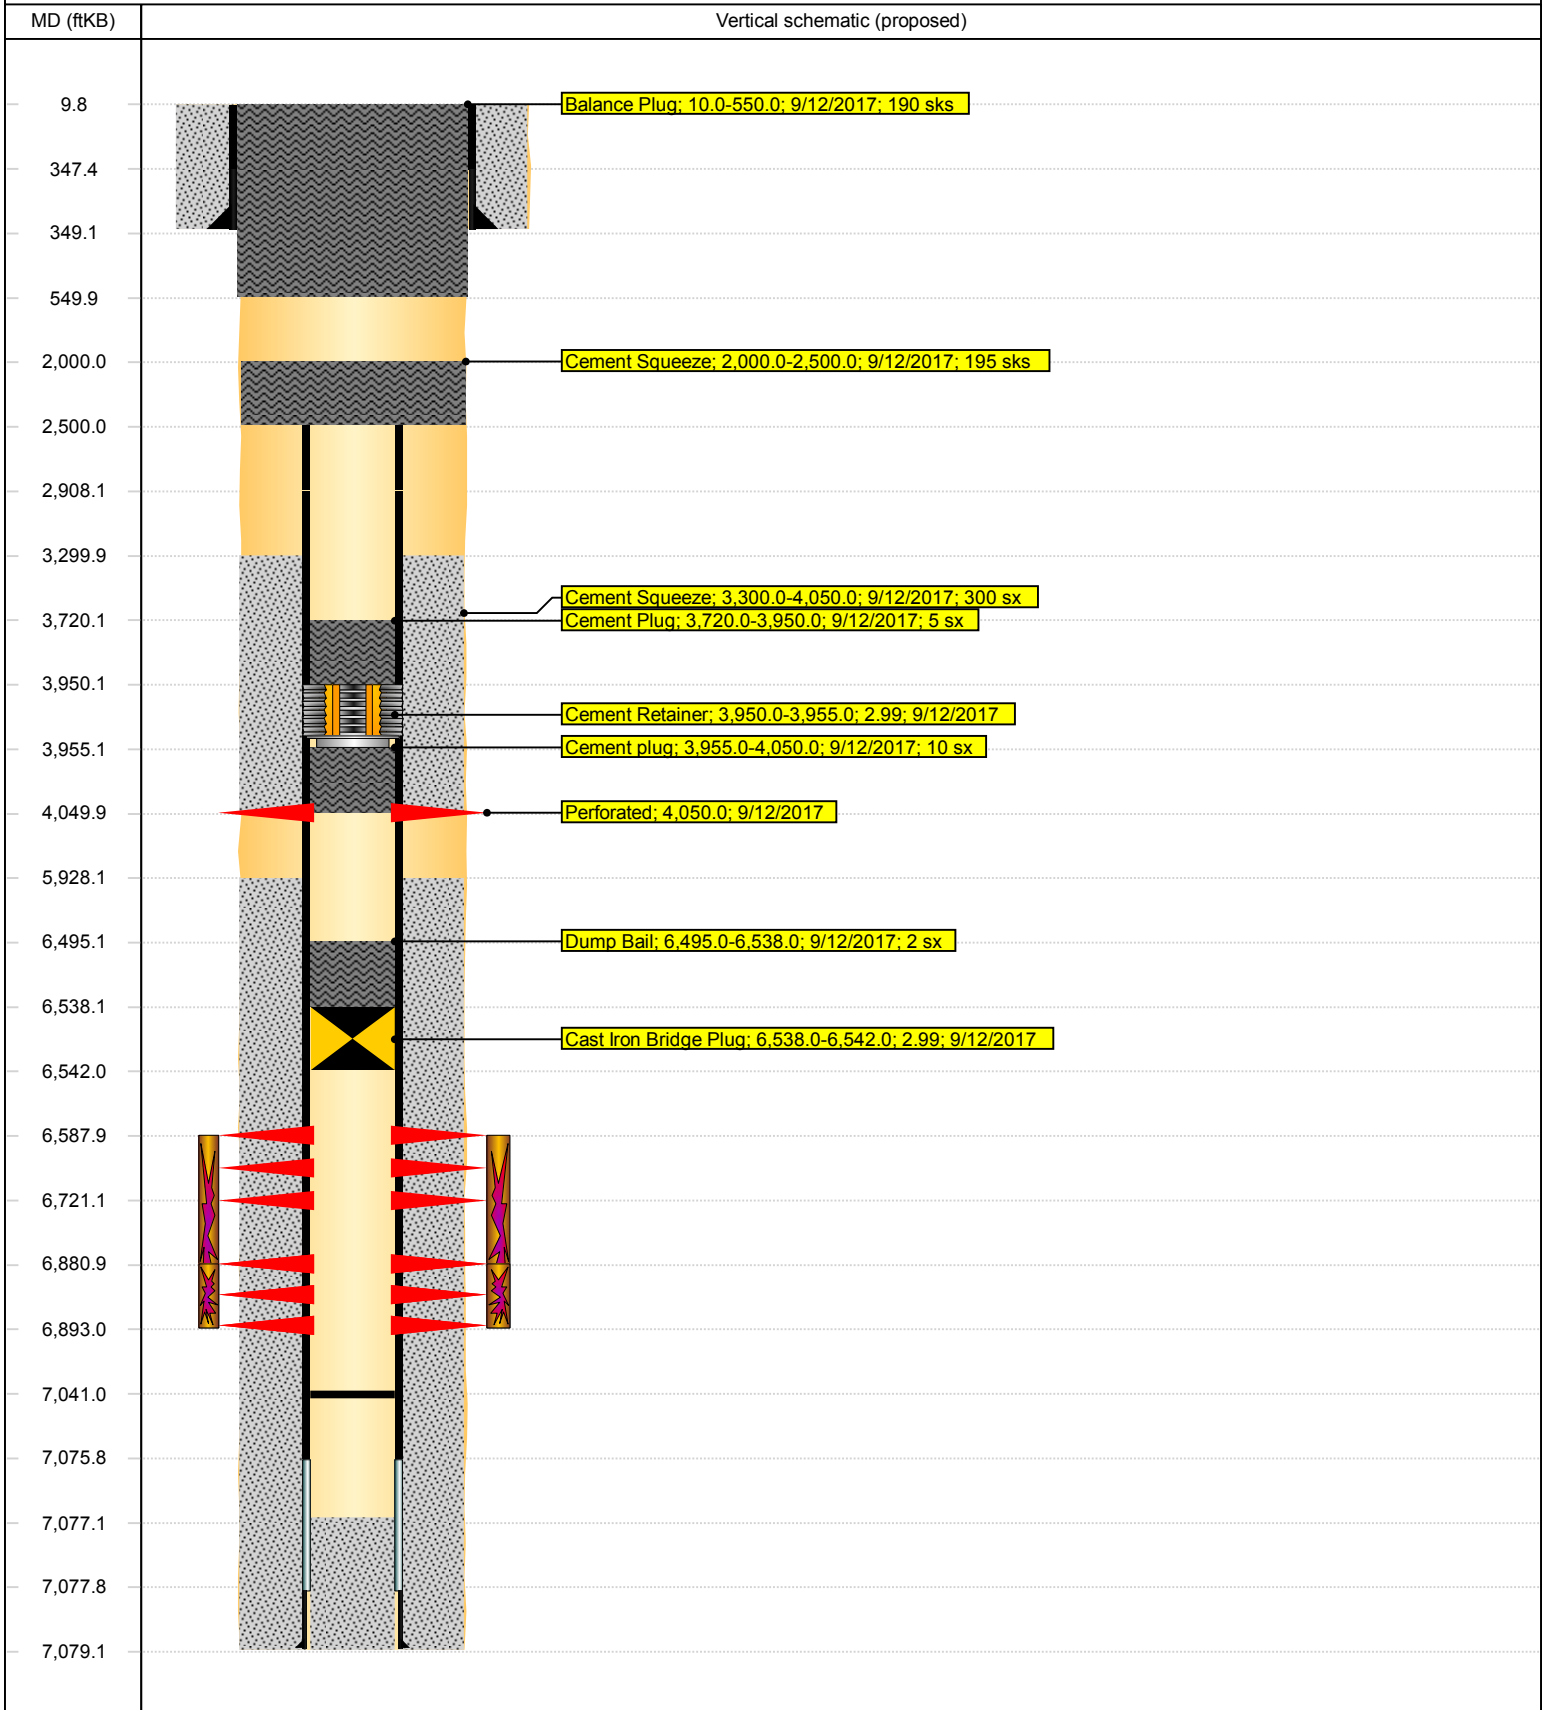 MD (ftKB)
Vertical schematic (proposed)
9.8
Balance Plug; 10.0-550.0; 9/12/2017; 190 sks
347.4
349.1
549.9
2,000.0
Cement Squeeze; 2,000.0-2,500.0; 9/12/2017; 195 sks
2,500.0
2,908.1
3,299.9
Cement Squeeze; 3,300.0-4,050.0; 9/12/2017; 300 sx
3,720.1
Cement Plug; 3,720.0-3,950.0; 9/12/2017; 5 sx
3,950.1
Cement Retainer; 3,950.0-3,955.0; 2.99; 9/12/2017
3,955.1
Cement plug; 3,955.0-4,050.0; 9/12/2017; 10 sx
4,049.9
Perforated; 4,050.0; 9/12/2017
5,928.1
6,495.1
Dump Bail; 6,495.0-6,538.0; 9/12/2017; 2 sx
6,538.1
Cast Iron Bridge Plug; 6,538.0-6,542.0; 2.99; 9/12/2017
6,542.0
6,587.9
6,721.1
6,880.9
6,893.0
7,041.0
7,075.8
7,077.1
7,077.8
7,079.1